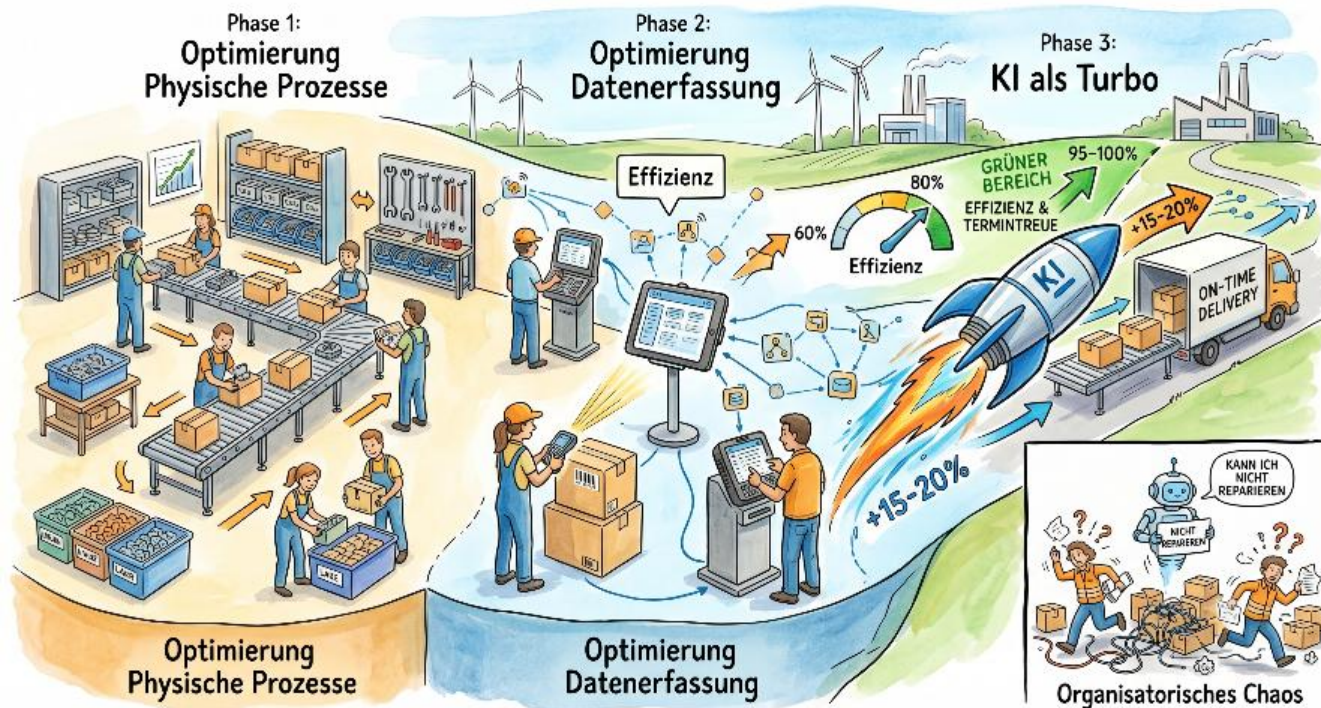 Phase 1:
Optimierung
Physische Prozesse
Phase 2:
Optimierung
Datenerfassung
Phase 3:
KI als Turbo
Effizienz
60%
80%
Effizienz
GRÜNER
BEREICH
95-100%
EFFIZIENZ &
TERMINTREUE
+15-20%
KI
ON-TIME
DELIVERY
+15-20%
KANN ICH
NICHT
REPARIEREN
NICHT
REPARIEREN
Optimierung
Physische Prozesse
Optimierung
Datenerfassung
Organisatorisches Chaos